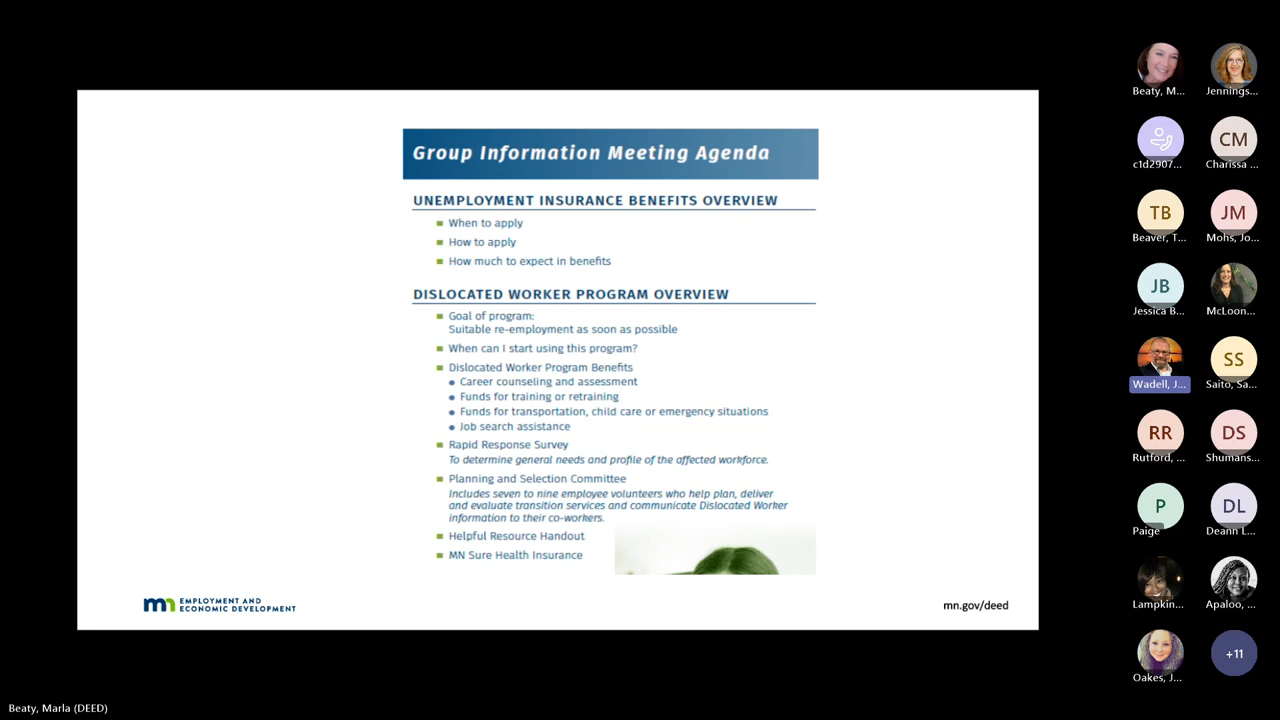 Group Information Meeting Agenda
UNEMPLOYMENT INSURANCE BENEFITS OVERVIEW
When to apply
How to apply
How much to expect in benefits
DISLOCATED WORKER PROGRAM OVERVIEW
Goal of program:
Suitable re-employment as soon as possible
When can I start using this program?
Dislocated Worker Program Benefits
Career counseling and assessment
Funds for training or retraining
Funds for transportation, child care or emergency situations
Job search assistance
Rapid Response Survey
To determine general needs and profile of the affected workforce.
Planning and Selection Committee
Includes seven to nine employee volunteers who help plan, deliver
and evaluate transition services and communicate Dislocated Worker
information to their co-workers.
Helpful Resource Handout
MN Sure Health Insurance
mn EMPLOYMENT AND
ECONOMIC DEVELOPMENT
mn.gov/deed
Beaty, M...
Jennings...
c1d2907...
CM
Charissa ...
TB
Beaver, T...
JM
Mohs, Jo...
JB
Jessica B...
McLoon...
Wadell, J...
SS
Saito, Sa...
RR
Rutford, ...
DS
Shumans...
P
Paige
DL
Deann L...
Lampkin...
Apaloo, ...
Oakes, J...
+11
Beaty, Marla (DEED)